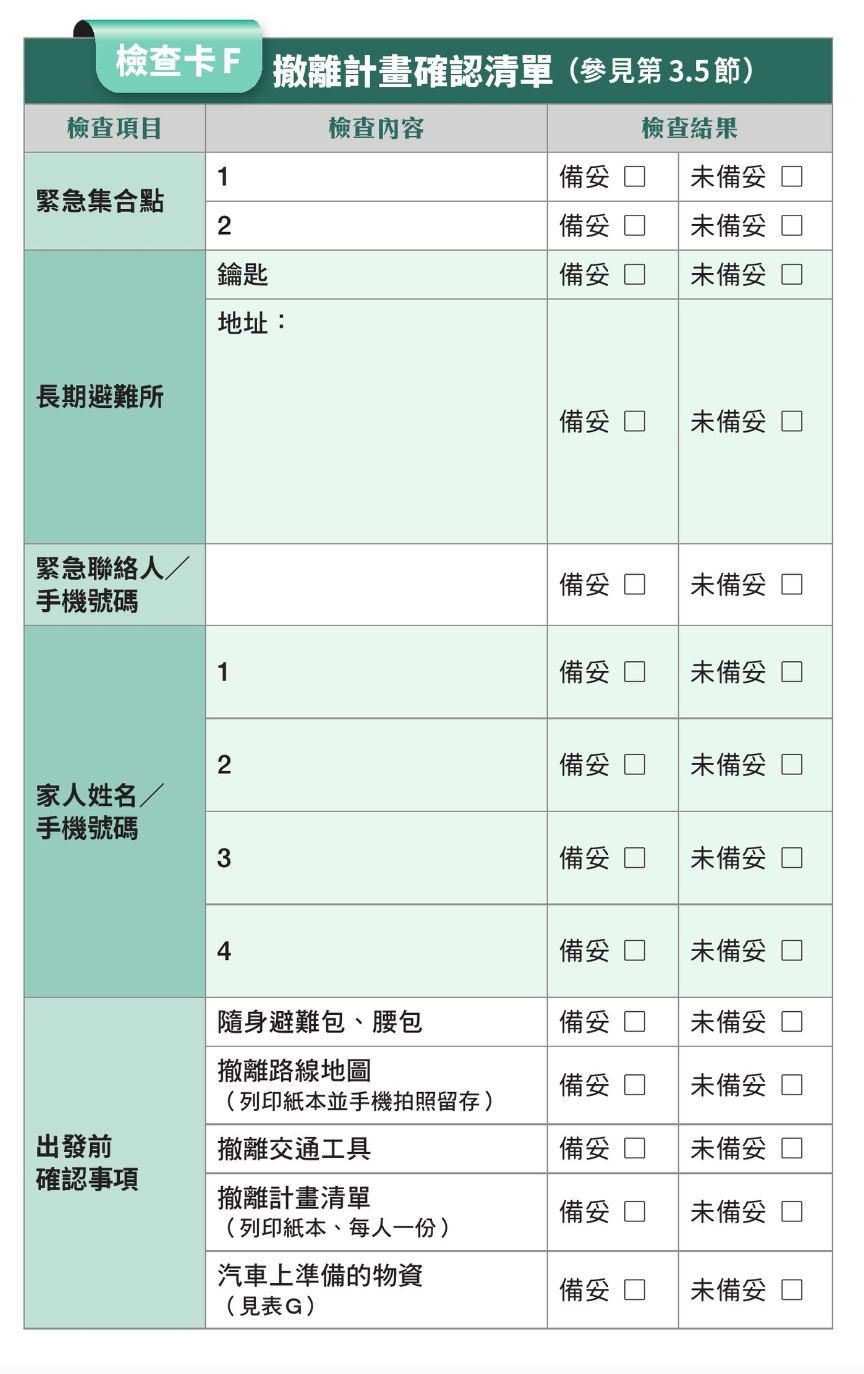 檢查卡F 撤離計畫確認清單（參見第3.5節）
檢查項目 檢查內容 檢查結果
緊急集合點
1 備妥 □ 未備妥 □
2 備妥 □ 未備妥 □
長期避難所
鑰匙 備妥 □ 未備妥 □
地址：
備妥 □ 未備妥 □
緊急聯絡人／
手機號碼
備妥 □ 未備妥 □
家人姓名／
手機號碼
1 備妥 □ 未備妥 □
2 備妥 □ 未備妥 □
3 備妥 □ 未備妥 □
4 備妥 □ 未備妥 □
出發前
確認事項
隨身避難包、腰包 備妥 □ 未備妥 □
撤離路線地圖
（列印紙本並手機拍照留存） 備妥 □ 未備妥 □
撤離交通工具 備妥 □ 未備妥 □
撤離計畫清單
（列印紙本、每人一份） 備妥 □ 未備妥 □
汽車上準備的物資
（見表G） 備妥 □ 未備妥 □